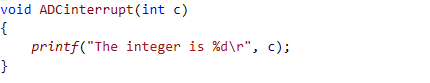 void ADCinterrupt(int c)
{
    printf("The integer is %d\r", c);
}